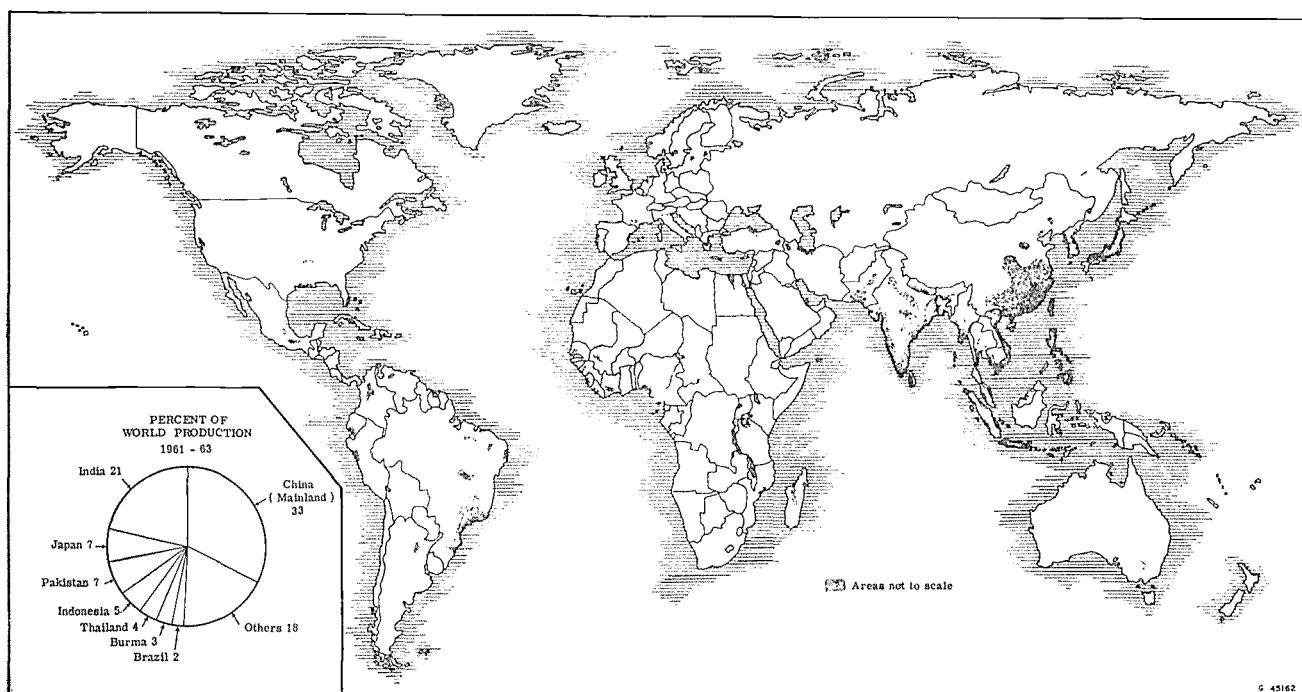 PERCENT OF
WORLD PRODUCTION
1961 - 63
India 21
China
( Mainland )
33
Japan 7
Pakistan 7
Indonesia 5
Thailand 4
Burma 3
Brazil 2
Others 18
Areas not to scale
G 45162